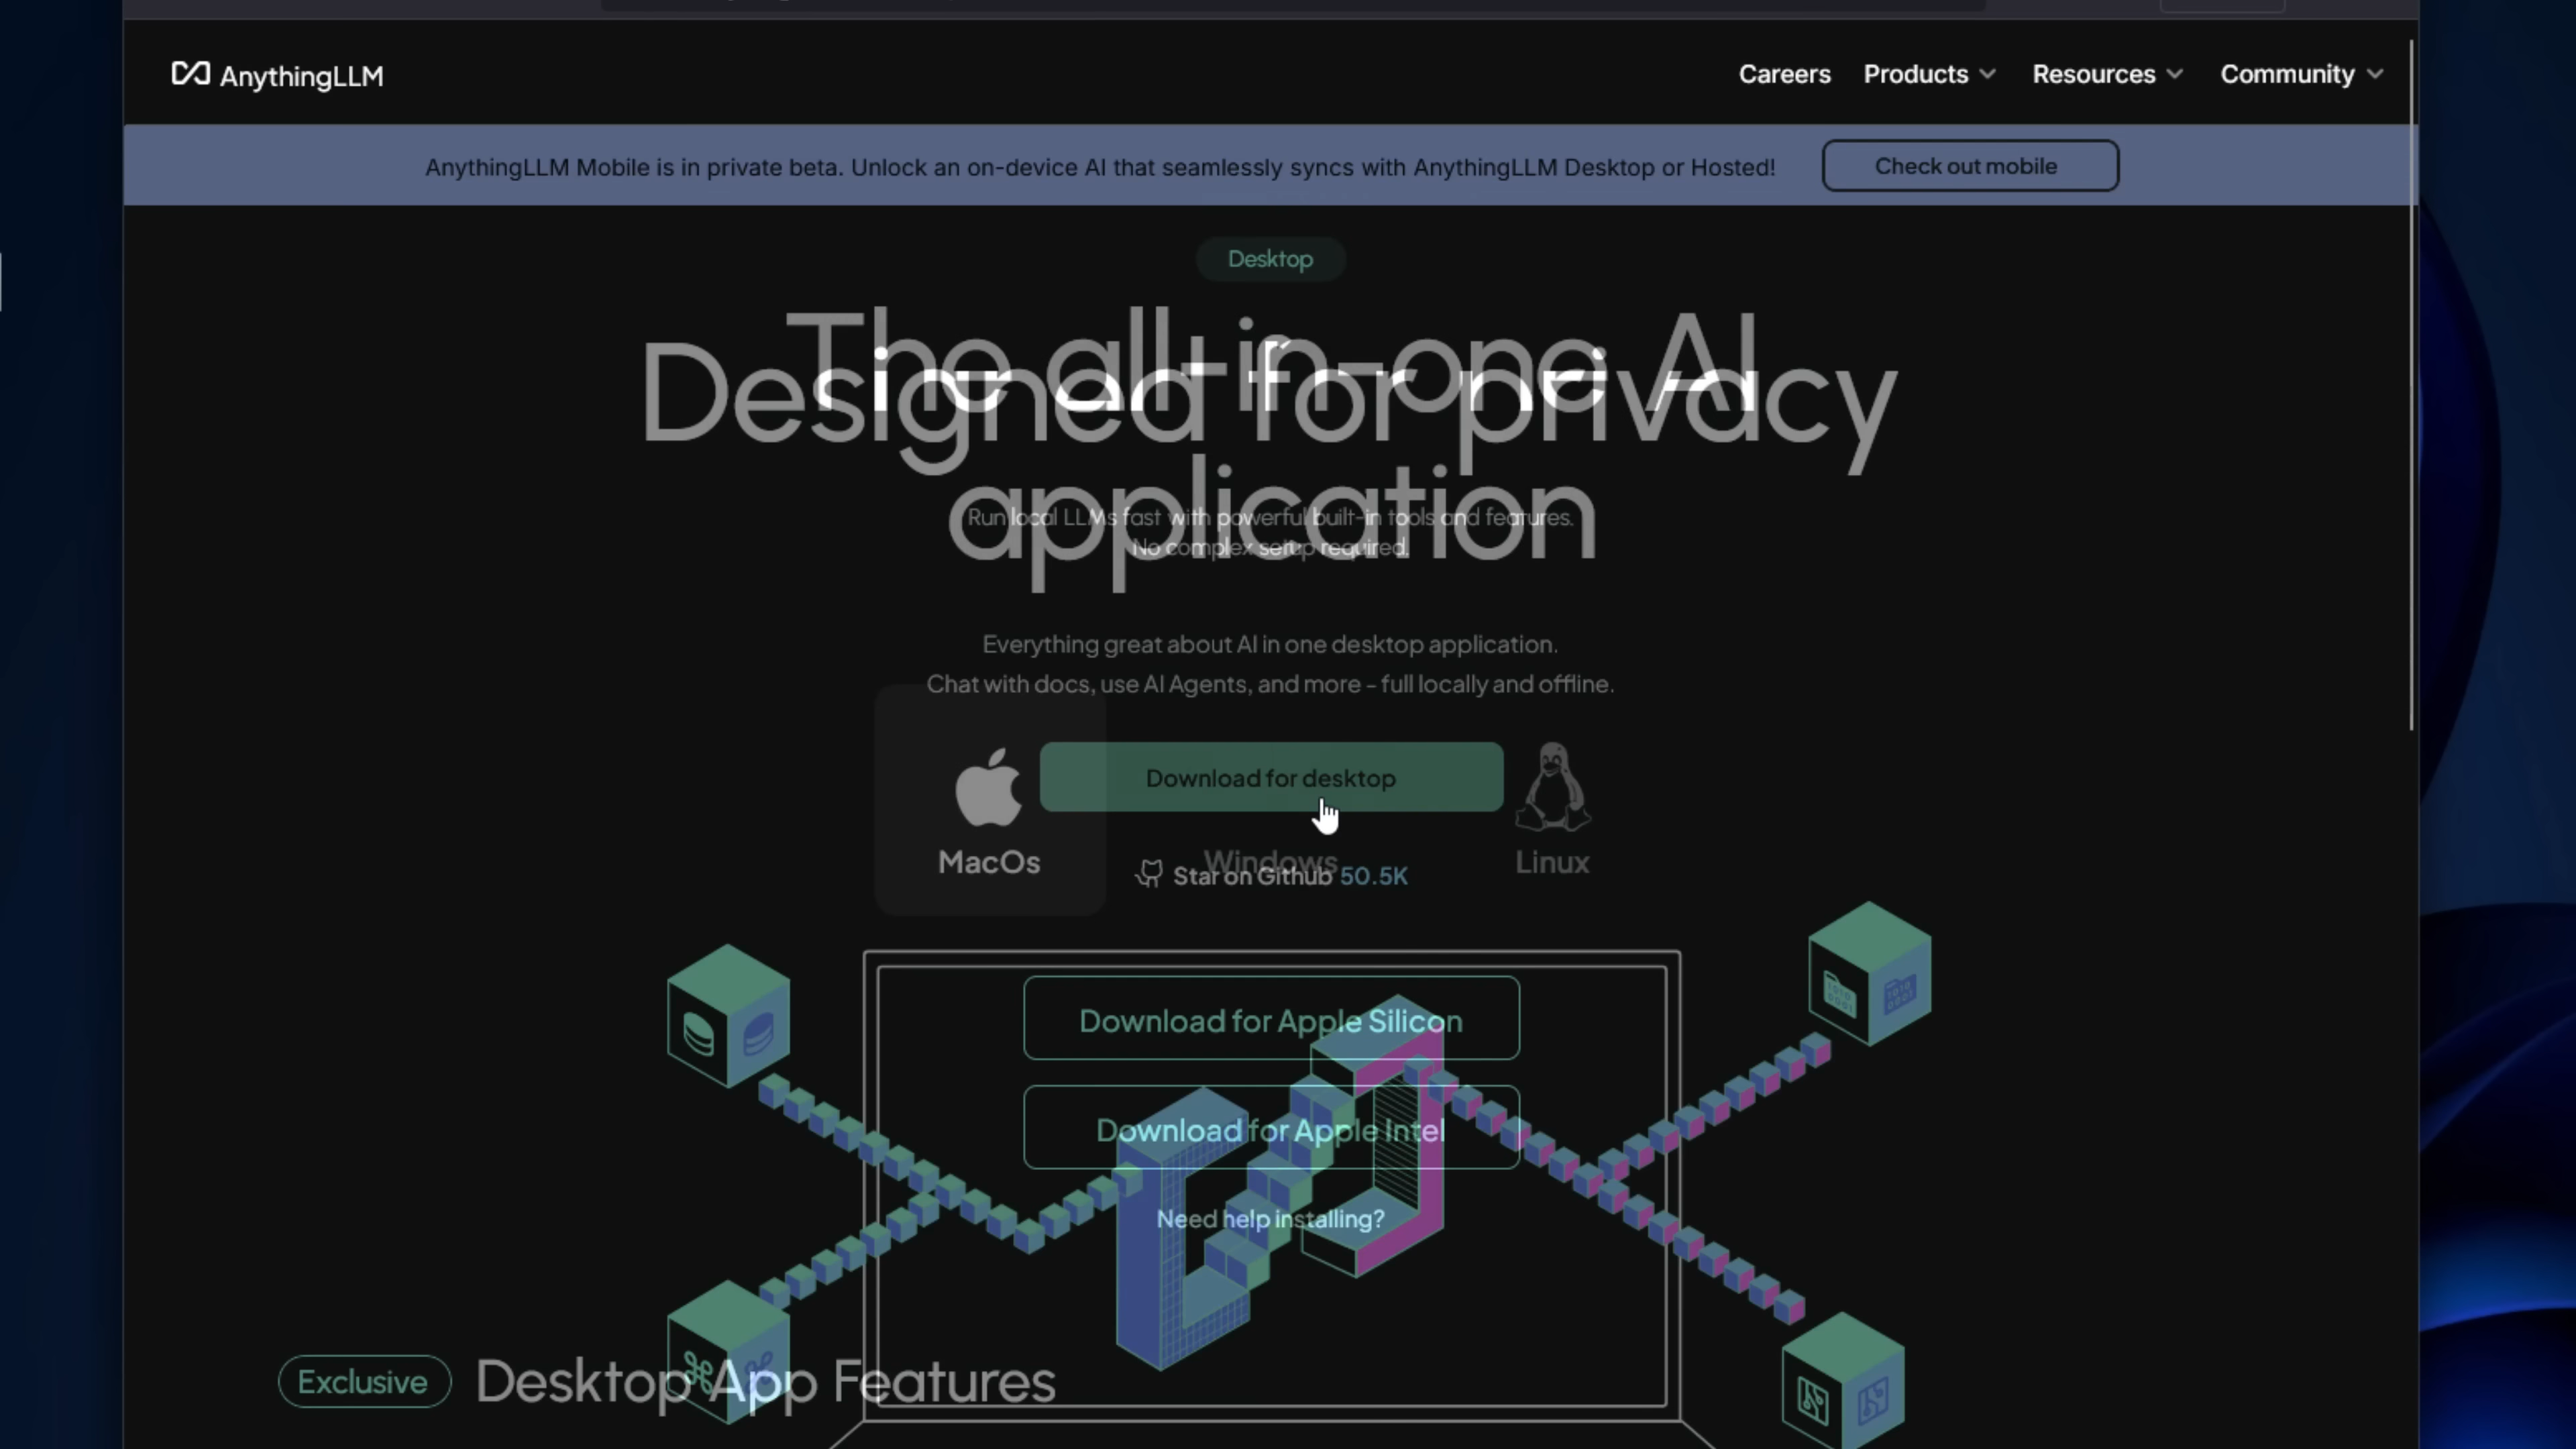 AnythingLLM
Careers
Products
Resources
Community
AnythingLLM Mobile is in private beta. Unlock an on-device AI that seamlessly syncs with AnythingLLM Desktop or Hosted!
Check out mobile
Desktop
The all-in-one AI
Designed for privacy
application
Run local LLMs fast with powerful built-in tools and features.
No complex setup required.
Everything great about AI in one desktop application.
Chat with docs, use AI Agents, and more - full locally and offline.
Download for desktop
MacOs
Windows
Linux
Star on Github 50.5K
Download for Apple Silicon
Download for Apple Intel
Need help installing?
Exclusive
Desktop App Features